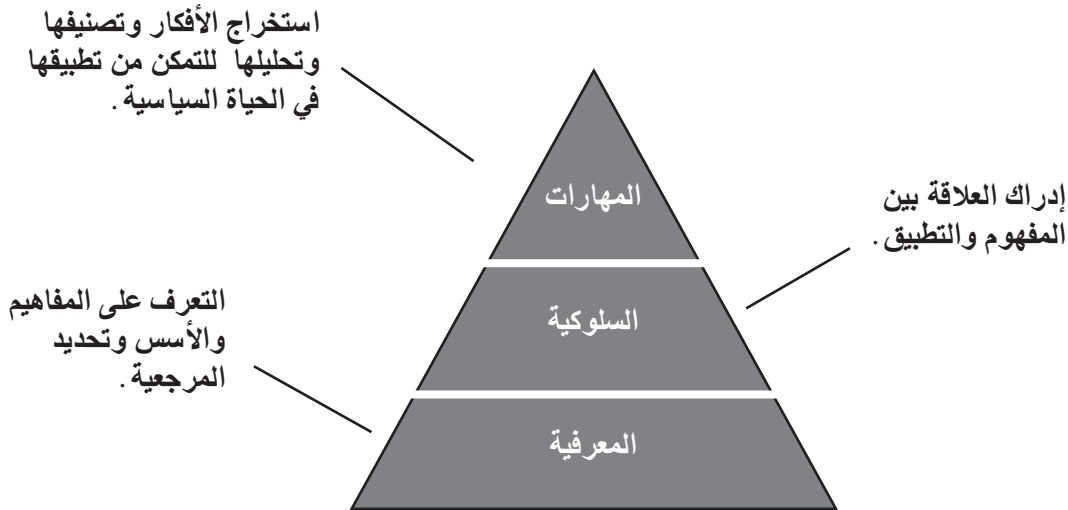 استخراج الأفكار وتصنيفها
وتحليلها للتمكن من تطبيقها
في الحياة السياسية.
المهارات
إدراك العلاقة بين
المفهوم والتطبيق.
السلوكية
التعرف على المفاهيم
والأسس وتحديد
المرجعية.
المعرفية